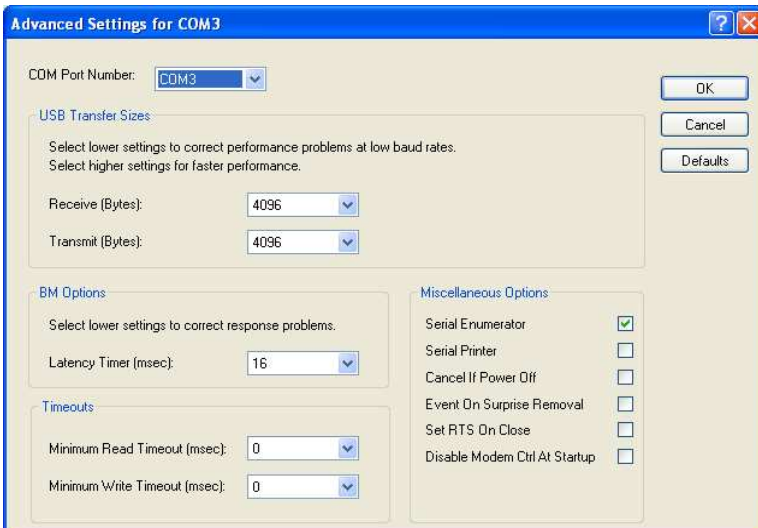 Advanced Settings for COM3
COM Port Number: COM3
OK
Cancel
Defaults
USB Transfer Sizes
Select lower settings to correct performance problems at low baud rates.
Select higher settings for faster performance.
Receive (Bytes): 4096
Transmit (Bytes): 4096
BM Options
Select lower settings to correct response problems.
Latency Timer (msec): 16
Timeouts
Minimum Read Timeout (msec): 0
Minimum Write Timeout (msec): 0
Miscellaneous Options
Serial Enumerator
Serial Printer
Cancel If Power Off
Event On Surprise Removal
Set RTS On Close
Disable Modem Ctrl At Startup